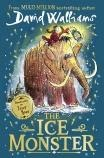 From MULTI-MILLION bestselling author
David Walliams
THE ICE
MONSTER